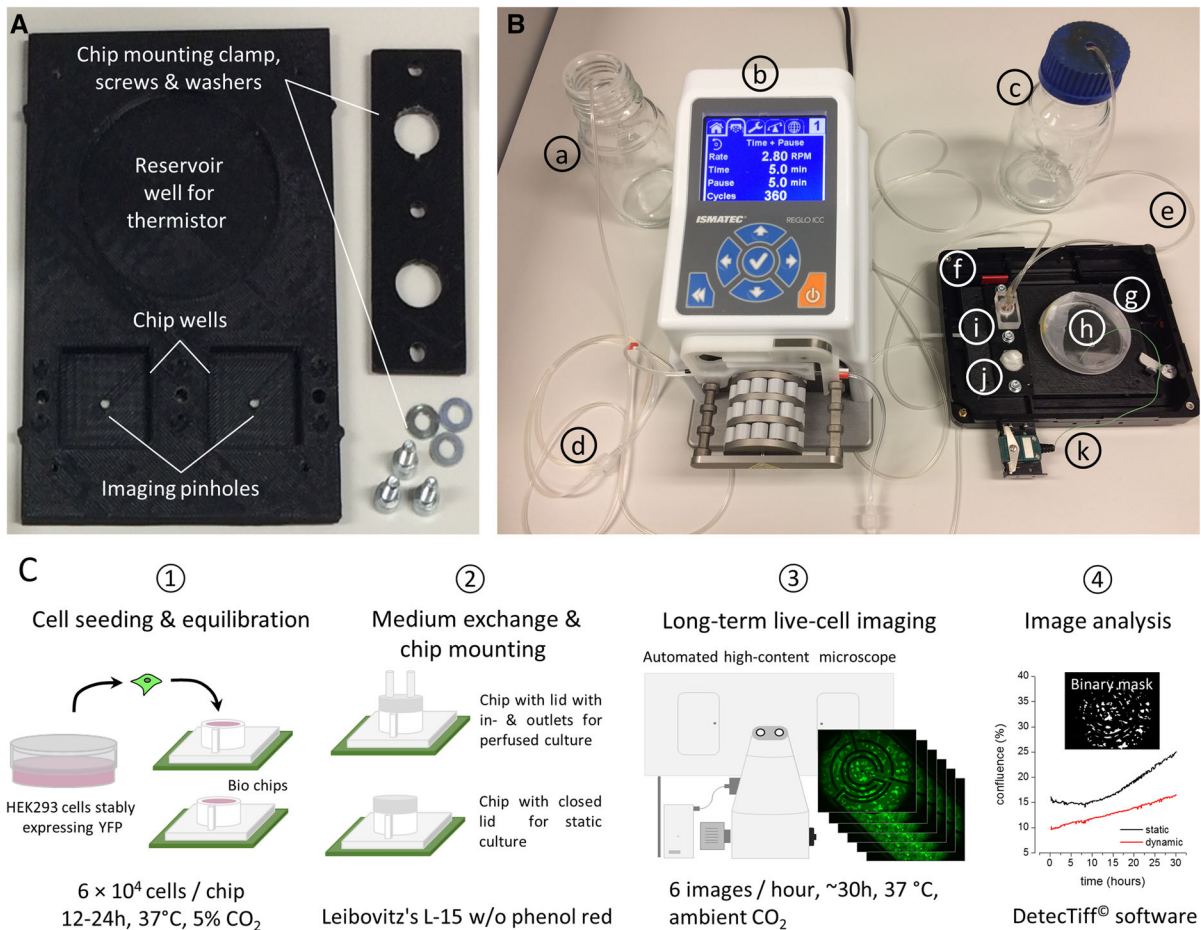 A
Chip mounting clamp,
screws & washers
Reservoir
well for
thermistor
Chip wells
Imaging pinholes
B
a
b
c
d
e
f
g
h
i
j
k
1
Time + Pause
Rate 2.80 RPM
Time 5.0 min
Pause 5.0 min
Cycles 360
ISMATEC® REGLO ICC
C
①
Cell seeding & equilibration
HEK293 cells stably
expressing YFP
Bio chips
6 × 10⁴ cells / chip
12-24h, 37°C, 5% CO₂
②
Medium exchange &
chip mounting
Chip with lid with
in- & outlets for
perfused culture
Chip with closed
lid for static
culture
Leibovitz's L-15 w/o phenol red
③
Long-term live-cell imaging
Automated high-content microscope
6 images / hour, ~30h, 37 °C,
ambient CO₂
④
Image analysis
Binary mask
confluence (%)
40
35
30
25
20
15
10
5
static
dynamic
0 5 10 15 20 25 30
time (hours)
DetecTiff© software